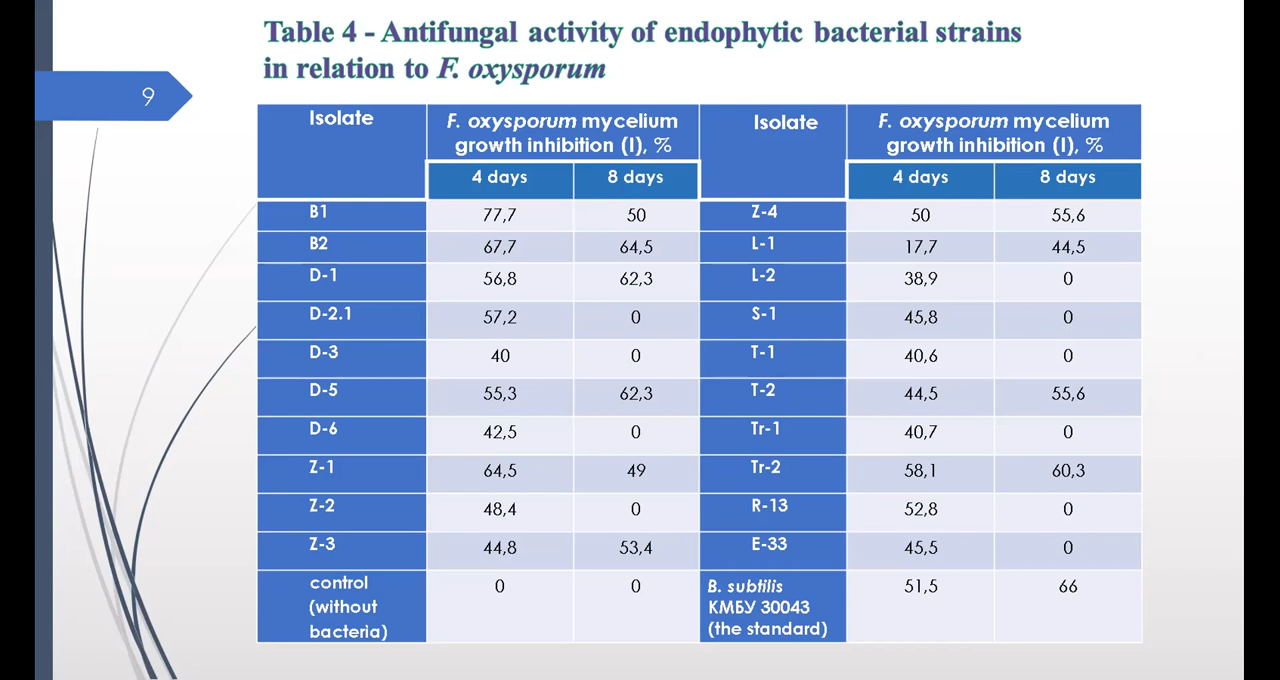 Table 4 - Antifungal activity of endophytic bacterial strains
in relation to F. oxysporum
9
Isolate F. oxysporum mycelium growth inhibition (I), % Isolate F. oxysporum mycelium growth inhibition (I), %
4 days 8 days 4 days 8 days
B1 77,7 50 Z-4 50 55,6
B2 67,7 64,5 L-1 17,7 44,5
D-1 56,8 62,3 L-2 38,9 0
D-2.1 57,2 0 S-1 45,8 0
D-3 40 0 T-1 40,6 0
D-5 55,3 62,3 T-2 44,5 55,6
D-6 42,5 0 Tr-1 40,7 0
Z-1 64,5 49 Tr-2 58,1 60,3
Z-2 48,4 0 R-13 52,8 0
Z-3 44,8 53,4 E-33 45,5 0
control (without bacteria) 0 0 B. subtilis КМБУ 30043 (the standard) 51,5 66